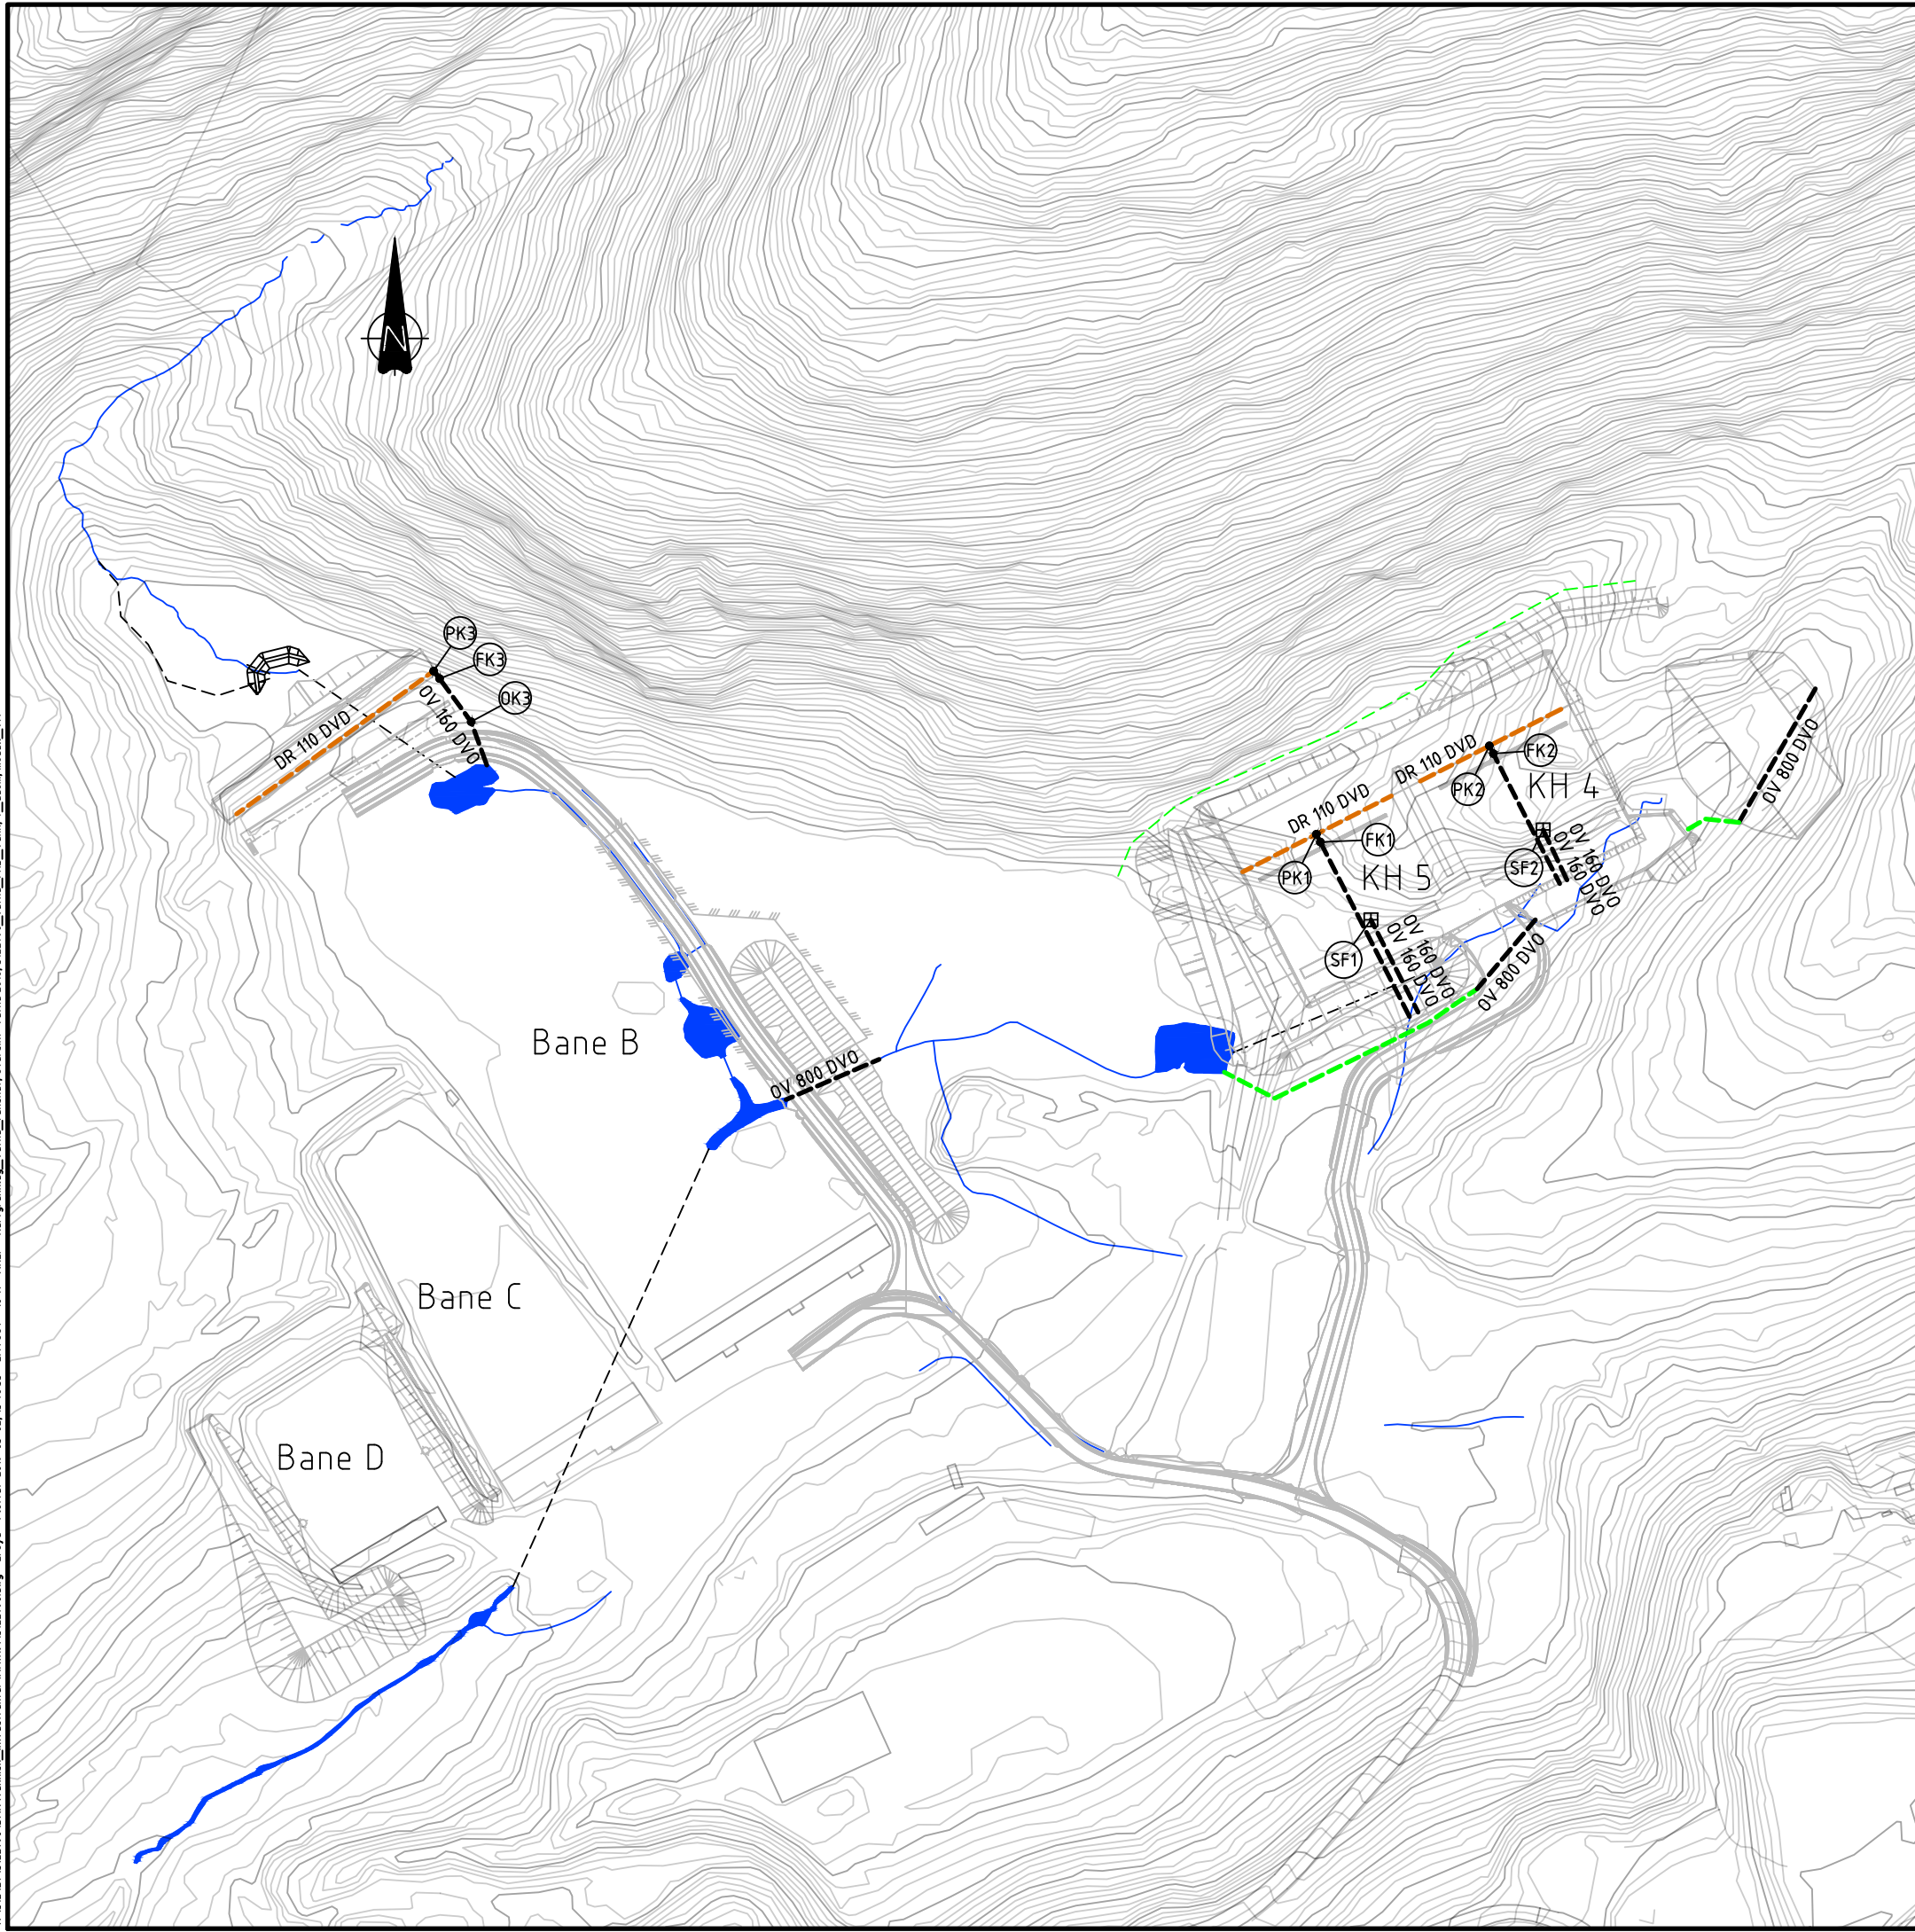 N
PK3
FK3
OK3
OV 160 DVO
DR 110 DVD
DR 110 DVD
DR 110 DVD
FK2
PK2
KH 4
OV 800 DVO
FK1
PK1
KH 5
SF2
OV 160 DVO
OV 160 DVO
SF1
OV 160 DVO
OV 160 DVO
OV 800 DVO
Bane B
OV 800 DVO
Bane C
Bane D